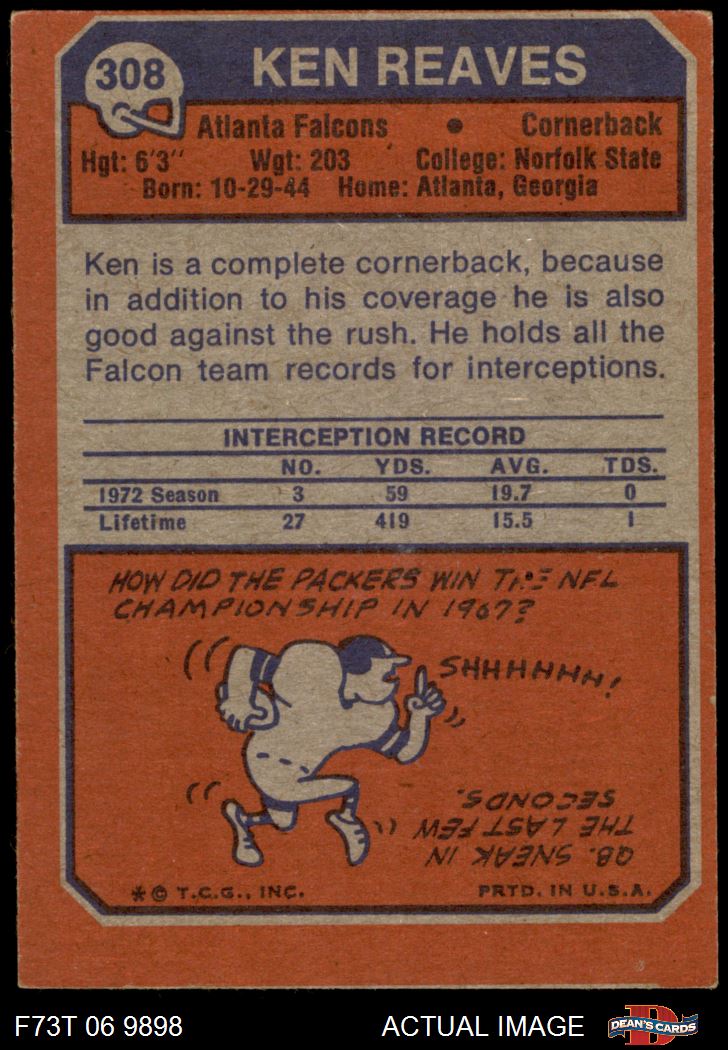 308
KEN REAVES
Atlanta Falcons • Cornerback
Hgt: 6'3" Wgt: 203 College: Norfolk State
Born: 10-29-44 Home: Atlanta, Georgia
Ken is a complete cornerback, because
in addition to his coverage he is also
good against the rush. He holds all the
Falcon team records for interceptions.
INTERCEPTION RECORD
NO. YDS. AVG. TDS.
1972 Season 3 59 19.7 0
Lifetime 27 419 15.5 1
HOW DID THE PACKERS WIN THE NFL
CHAMPIONSHIP IN 1967?
SHHHHHH!
QB. SNEAK IN
THE LAST FEW
SECONDS.
*© T.C.G., INC. PRTD. IN U.S.A.
F73T 06 9898 ACTUAL IMAGE
D
DEAN'S CARDS